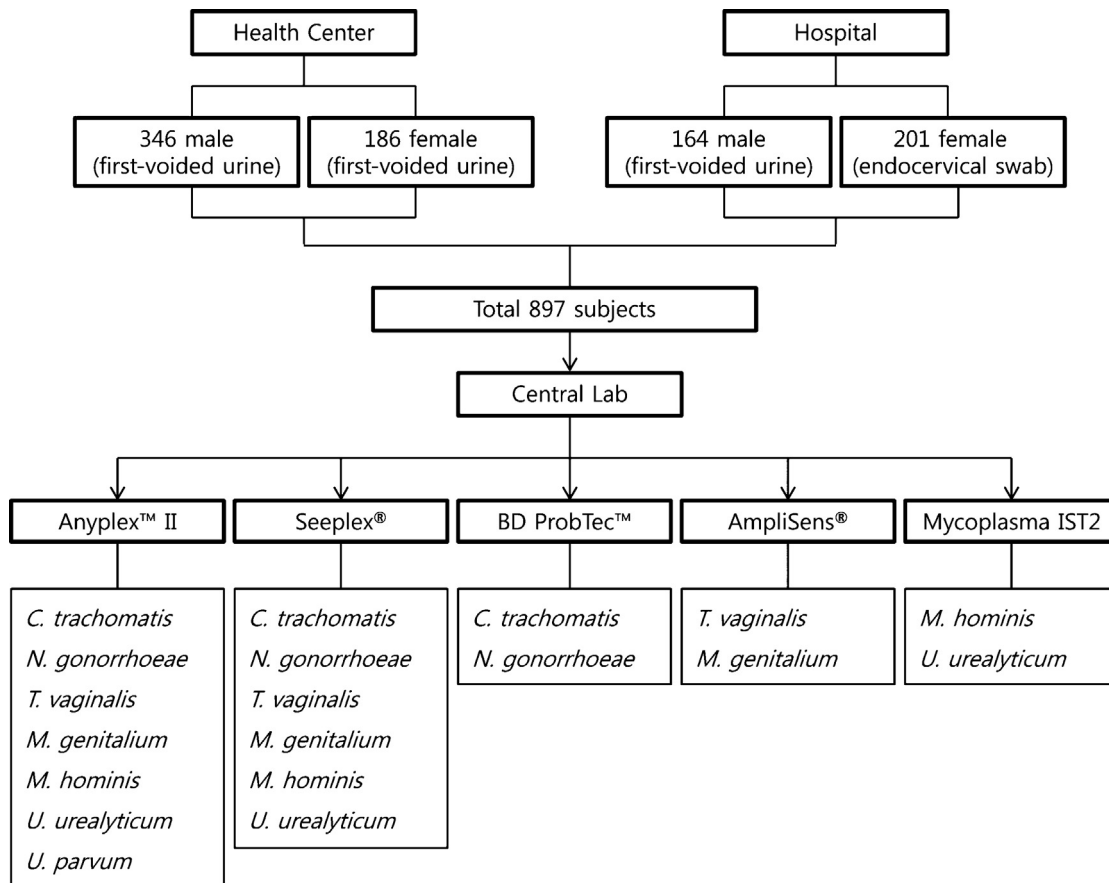 Health Center
Hospital
346 male
(first-voided urine)
186 female
(first-voided urine)
164 male
(first-voided urine)
201 female
(endocervical swab)
Total 897 subjects
Central Lab
Anyplex™ II
Seeplex®
BD ProbTec™
AmpliSens®
Mycoplasma IST2
C. trachomatis
N. gonorrhoeae
T. vaginalis
M. genitalium
M. hominis
U. urealyticum
U. parvum
C. trachomatis
N. gonorrhoeae
T. vaginalis
M. genitalium
M. hominis
U. urealyticum
C. trachomatis
N. gonorrhoeae
T. vaginalis
M. genitalium
M. hominis
U. urealyticum